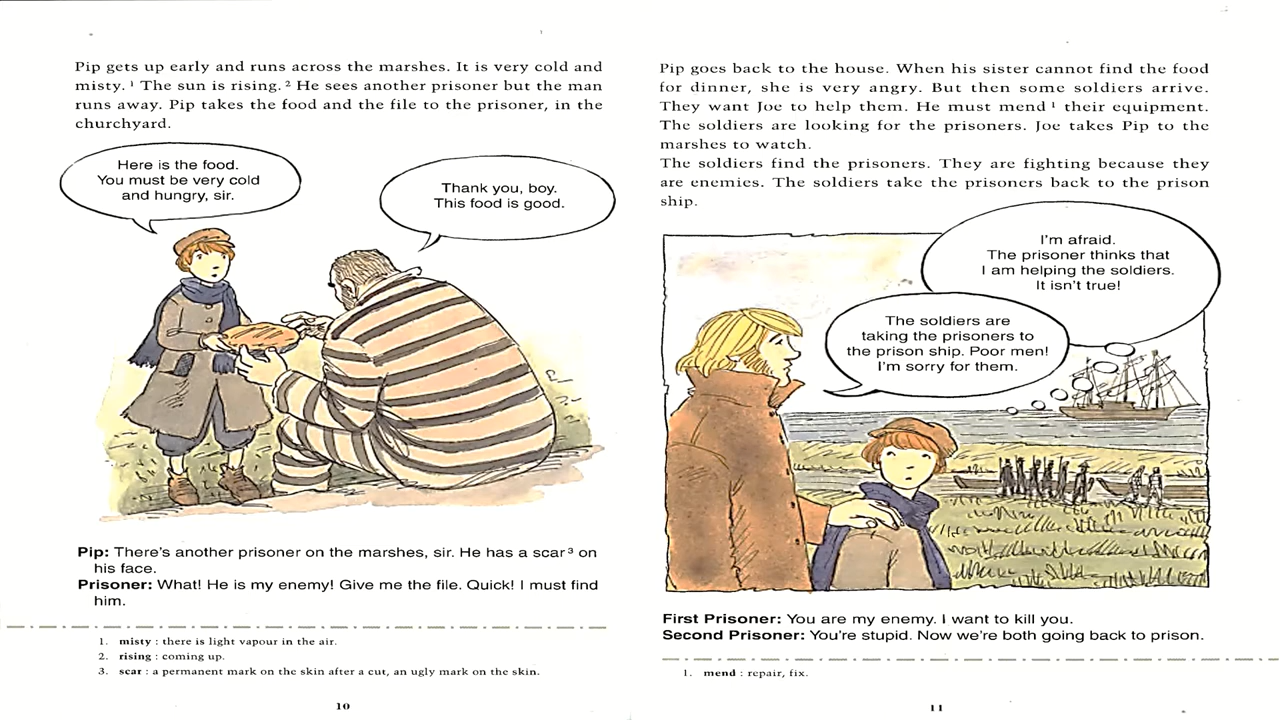 Pip gets up early and runs across the marshes. It is very cold and
misty. ¹ The sun is rising. ² He sees another prisoner but the man
runs away. Pip takes the food and the file to the prisoner, in the
churchyard.
Here is the food.
You must be very cold
and hungry, sir.
Thank you, boy.
This food is good.
Pip: There's another prisoner on the marshes, sir. He has a scar³ on
his face.
Prisoner: What! He is my enemy! Give me the file. Quick! I must find
him.
1. misty : there is light vapour in the air.
2. rising : coming up.
3. scar : a permanent mark on the skin after a cut, an ugly mark on the skin.
10
Pip goes back to the house. When his sister cannot find the food
for dinner, she is very angry. But then some soldiers arrive.
They want Joe to help them. He must mend ¹ their equipment.
The soldiers are looking for the prisoners. Joe takes Pip to the
marshes to watch.
The soldiers find the prisoners. They are fighting because they
are enemies. The soldiers take the prisoners back to the prison
ship.
I'm afraid.
The prisoner thinks that
I am helping the soldiers.
It isn't true!
The soldiers are
taking the prisoners to
the prison ship. Poor men!
I'm sorry for them.
First Prisoner: You are my enemy. I want to kill you.
Second Prisoner: You're stupid. Now we're both going back to prison.
1. mend : repair, fix.
11